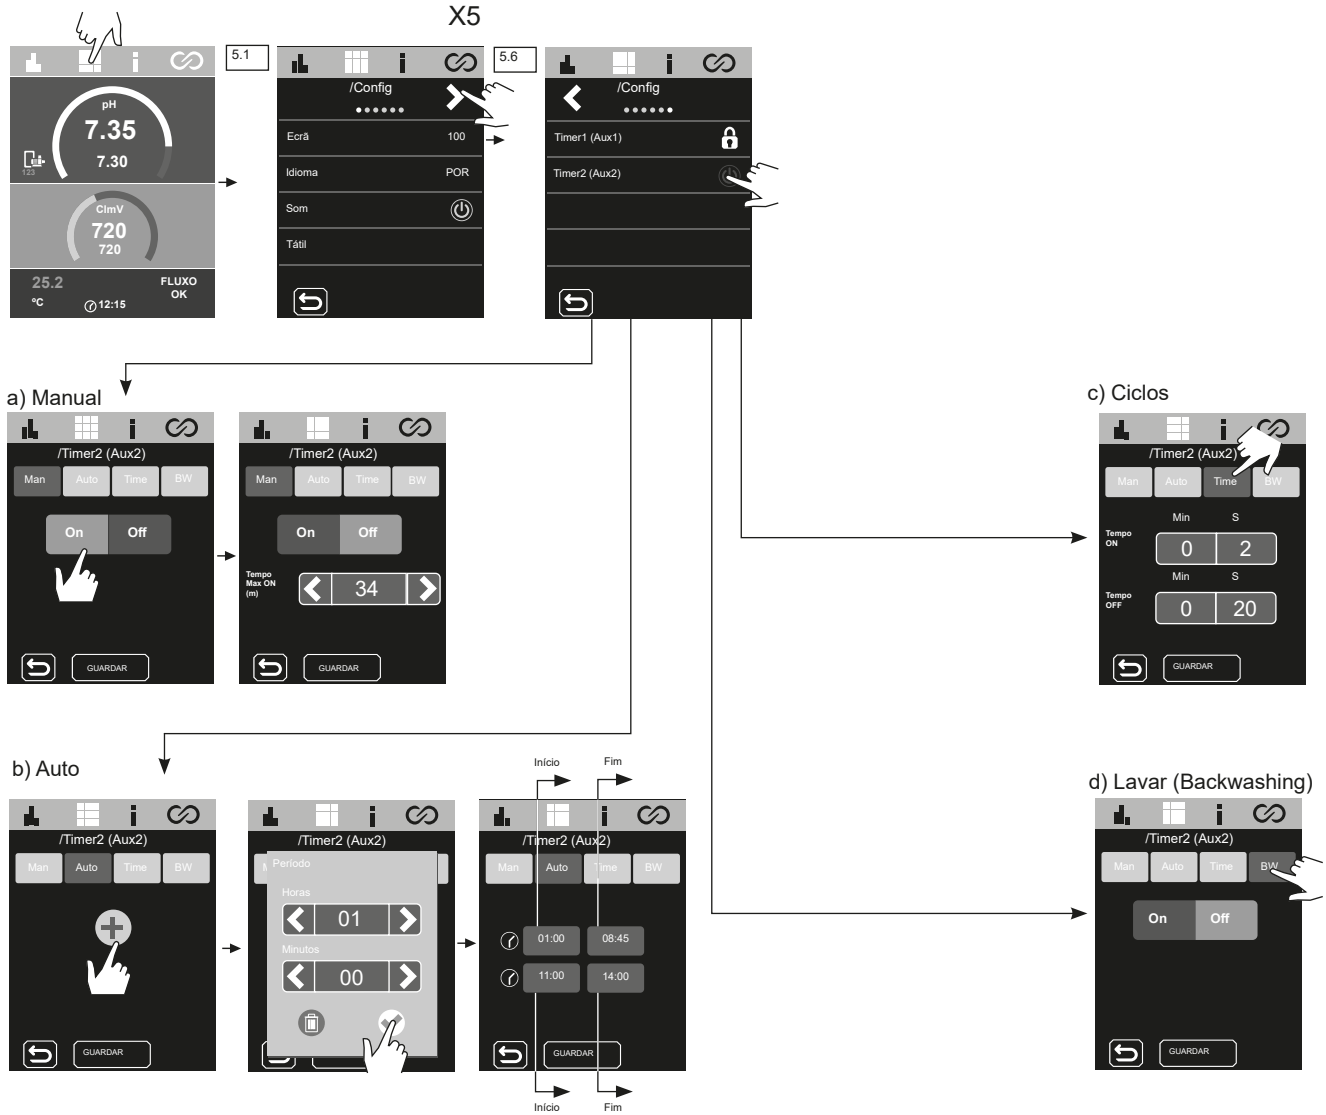 X5
pH
7.35
7.30
123
ClmV
720
720
25.2
ºC
12:15
FLUXO
OK
5.1
/Config
Ecrã 100
Idioma POR
Som
Tátil
5.6
/Config
Timer1 (Aux1)
Timer2 (Aux2)
a) Manual
/Timer2 (Aux2)
Man Auto Time BW
On Off
GUARDAR
/Timer2 (Aux2)
Man Auto Time BW
On Off
Tempo
Max ON
(m)
34
GUARDAR
c) Ciclos
/Timer2 (Aux2)
Man Auto Time BW
Min S
Tempo
ON
0 2
Min S
Tempo
OFF
0 20
GUARDAR
b) Auto
/Timer2 (Aux2)
Man Auto Time BW
GUARDAR
/Timer2 (Aux2)
Período
Horas
01
Minutos
00
Início Fim
/Timer2 (Aux2)
Man Auto Time BW
01:00 08:45
11:00 14:00
GUARDAR
Início Fim
d) Lavar (Backwashing)
/Timer2 (Aux2)
Man Auto Time BW
On Off
GUARDAR